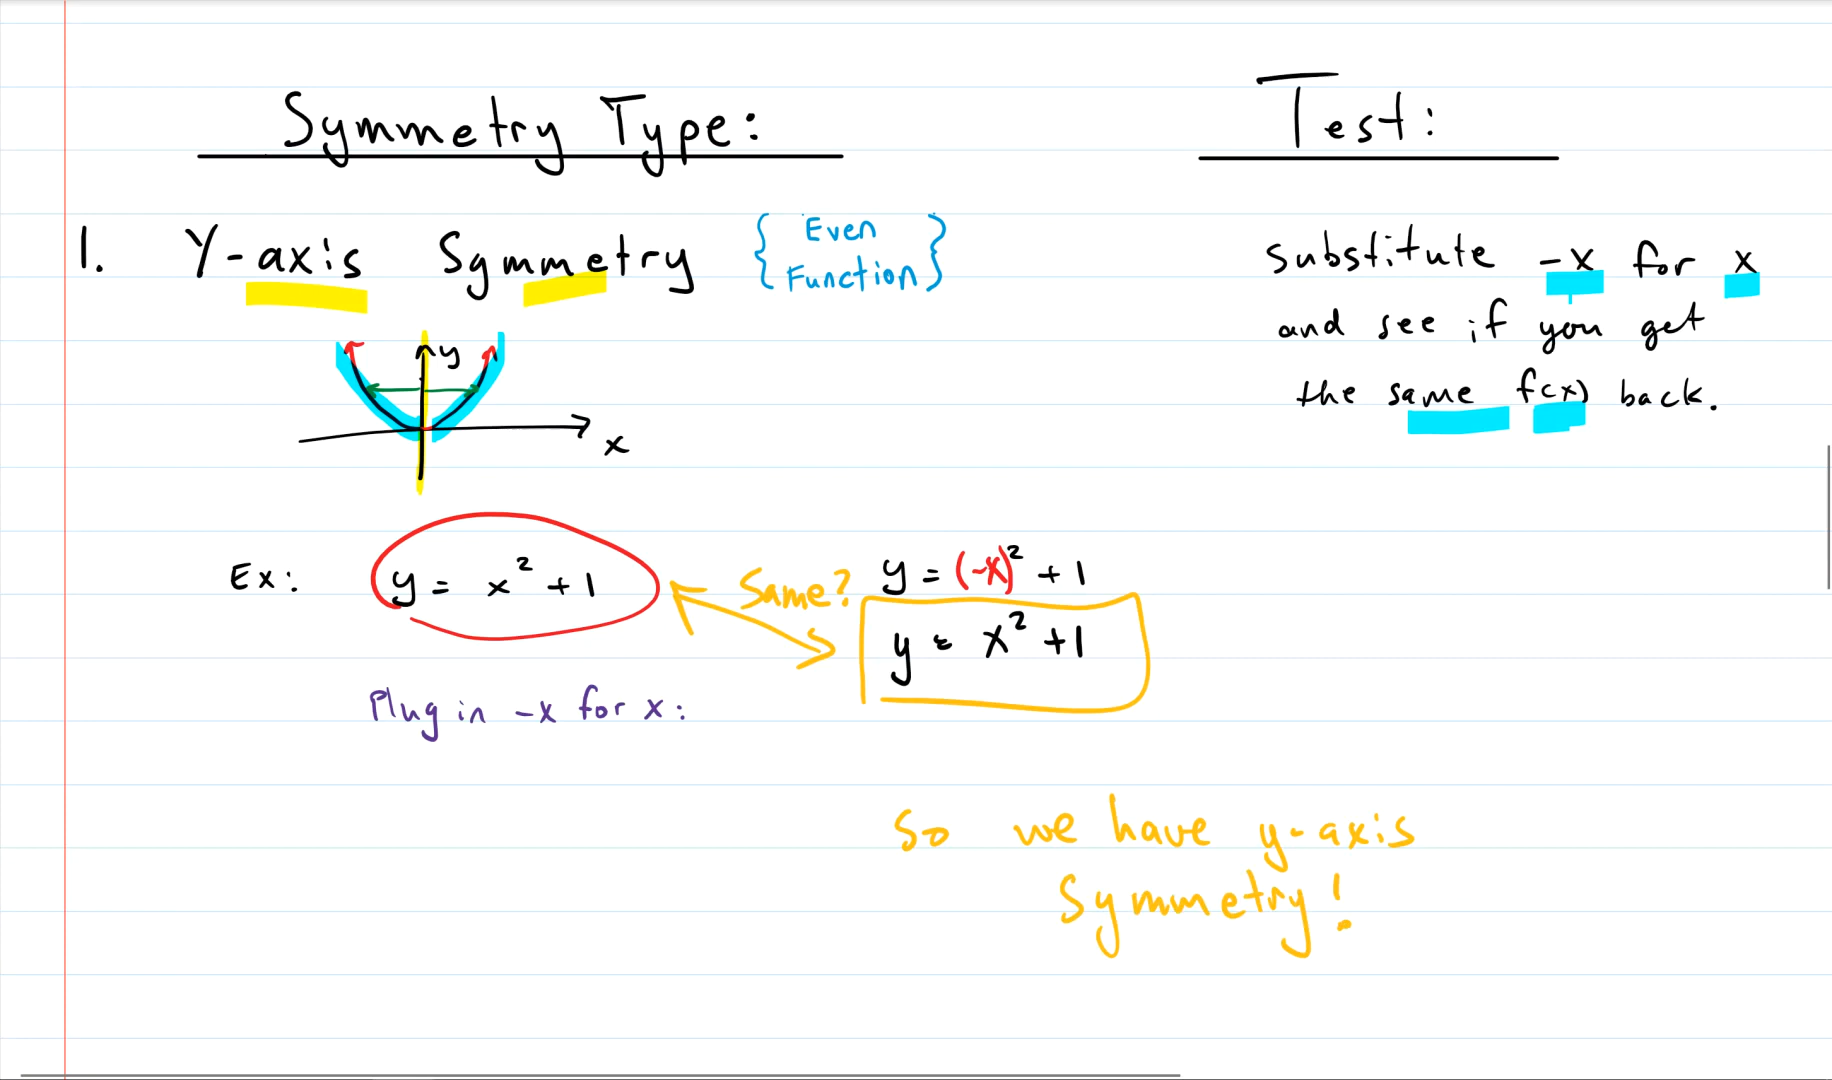 Symmetry Type:
Test:
1. Y-axis Symmetry {Even Function}
substitute -x for x
and see if you get
the same f(x) back.
y
x
Ex: y = x² + 1
Same?
y = (-x)² + 1
y = x² + 1
Plug in -x for x:
So we have y-axis
Symmetry!